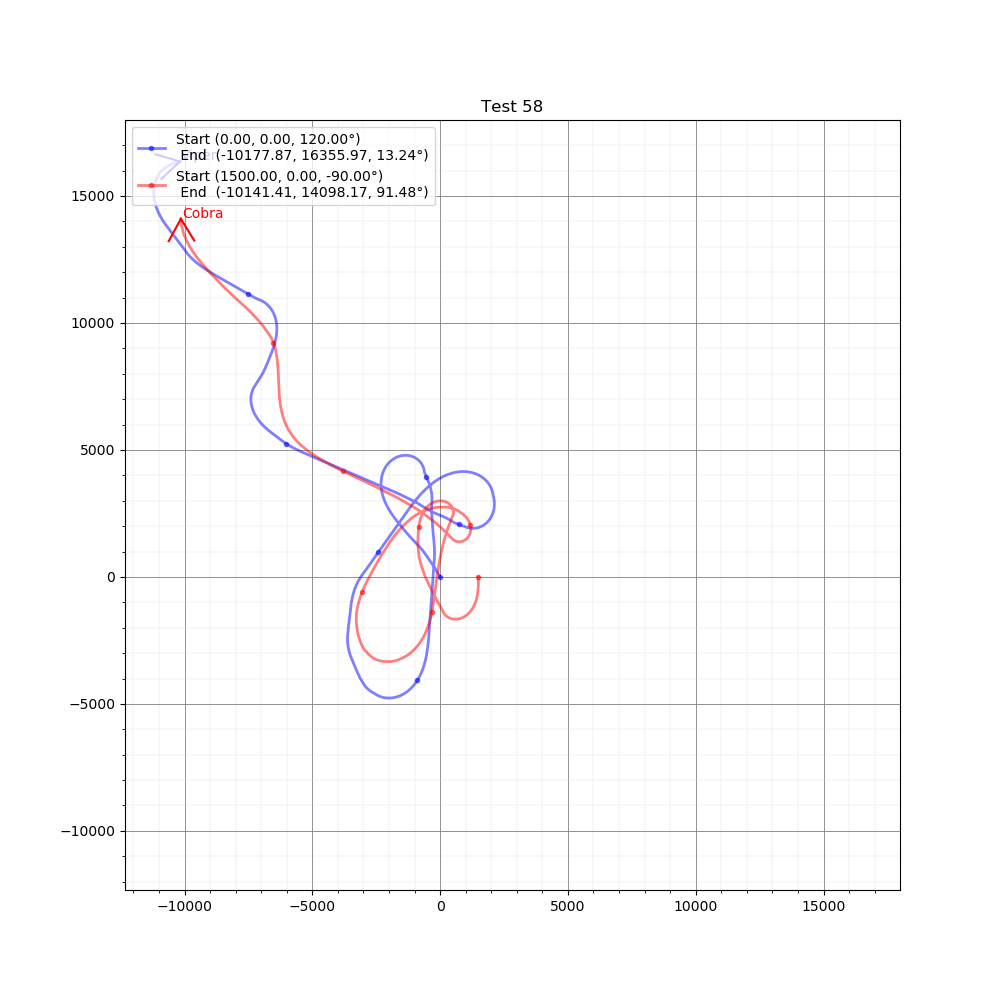 Test 58
Start (0.00, 0.00, 120.00°)
End (-10177.87, 16355.97, 13.24°)
Start (1500.00, 0.00, -90.00°)
End (-10141.41, 14098.17, 91.48°)
Cobra
15000
10000
5000
0
−5000
−10000
−10000
−5000
0
5000
10000
15000